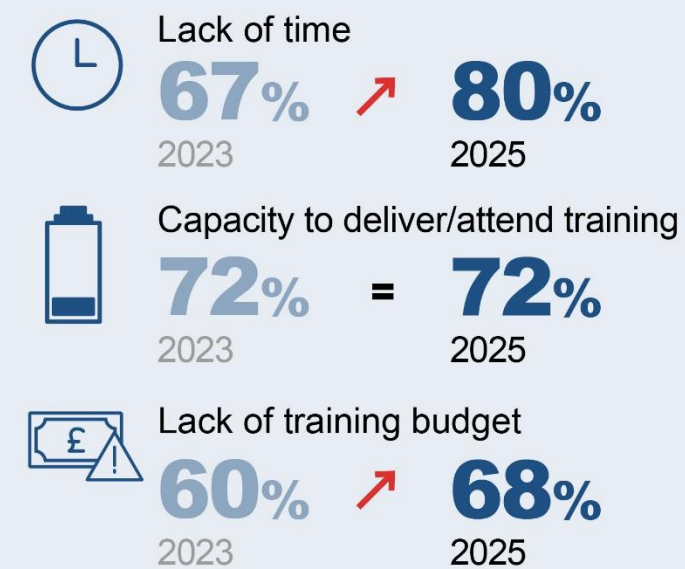 Lack of time
67% ↗ 80%
2023 2025
Capacity to deliver/attend training
72% = 72%
2023 2025
£
Lack of training budget
60% ↗ 68%
2023 2025